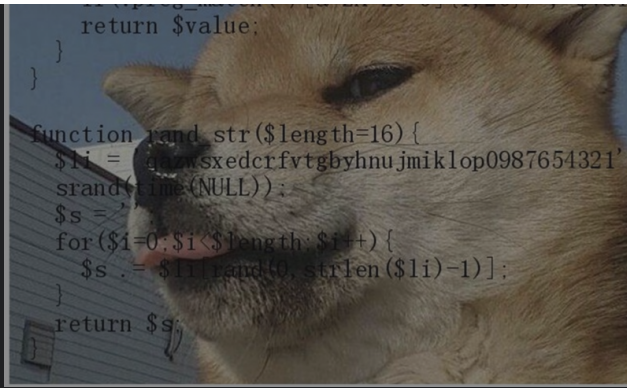 return $value;
}
}
function rand_str($length=16){
$li = 'qazwsxedcrfvtgbyhnujmiklop0987654321'
srand(time(NULL));
$s = '
for($i=0;$i<$length;$i++){
$s .= $li[rand(0,strlen($li)-1)];
}
return $s;
}